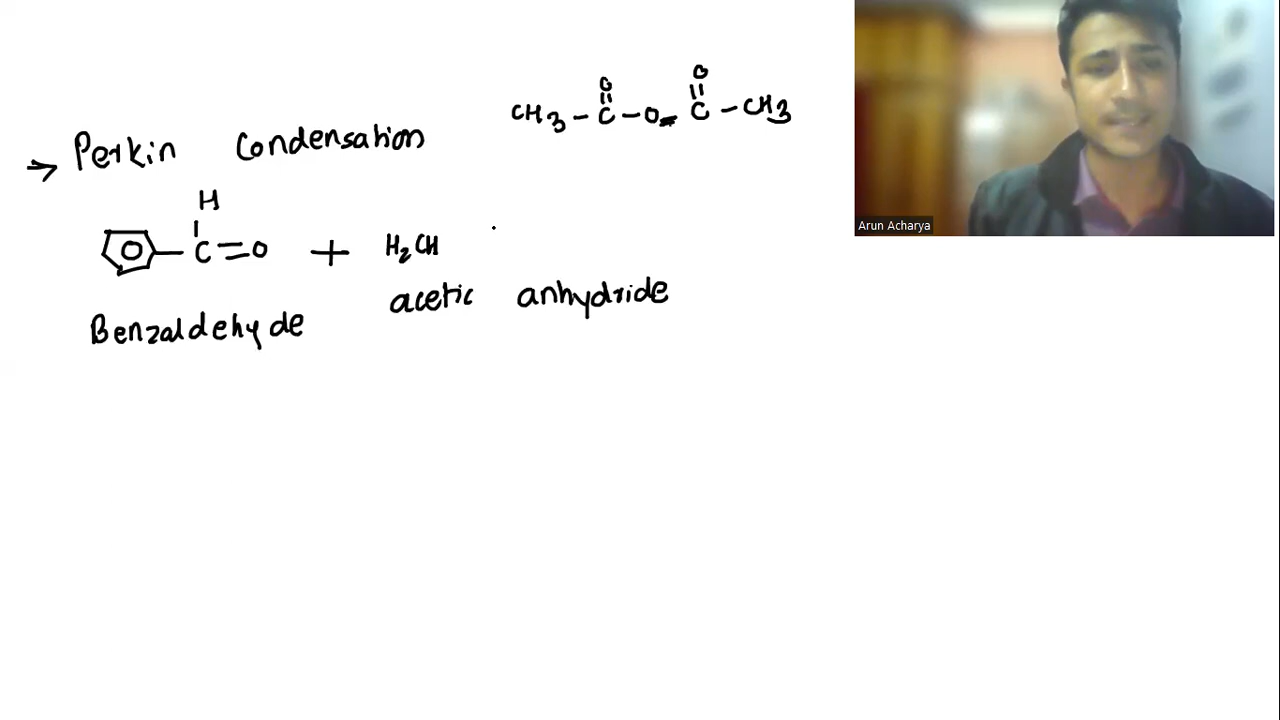 → Perkin Condensation
CH3 - C - O - C - CH3
O O
H
C = O + H2CH
Benzaldehyde
acetic anhydride
Arun Acharya